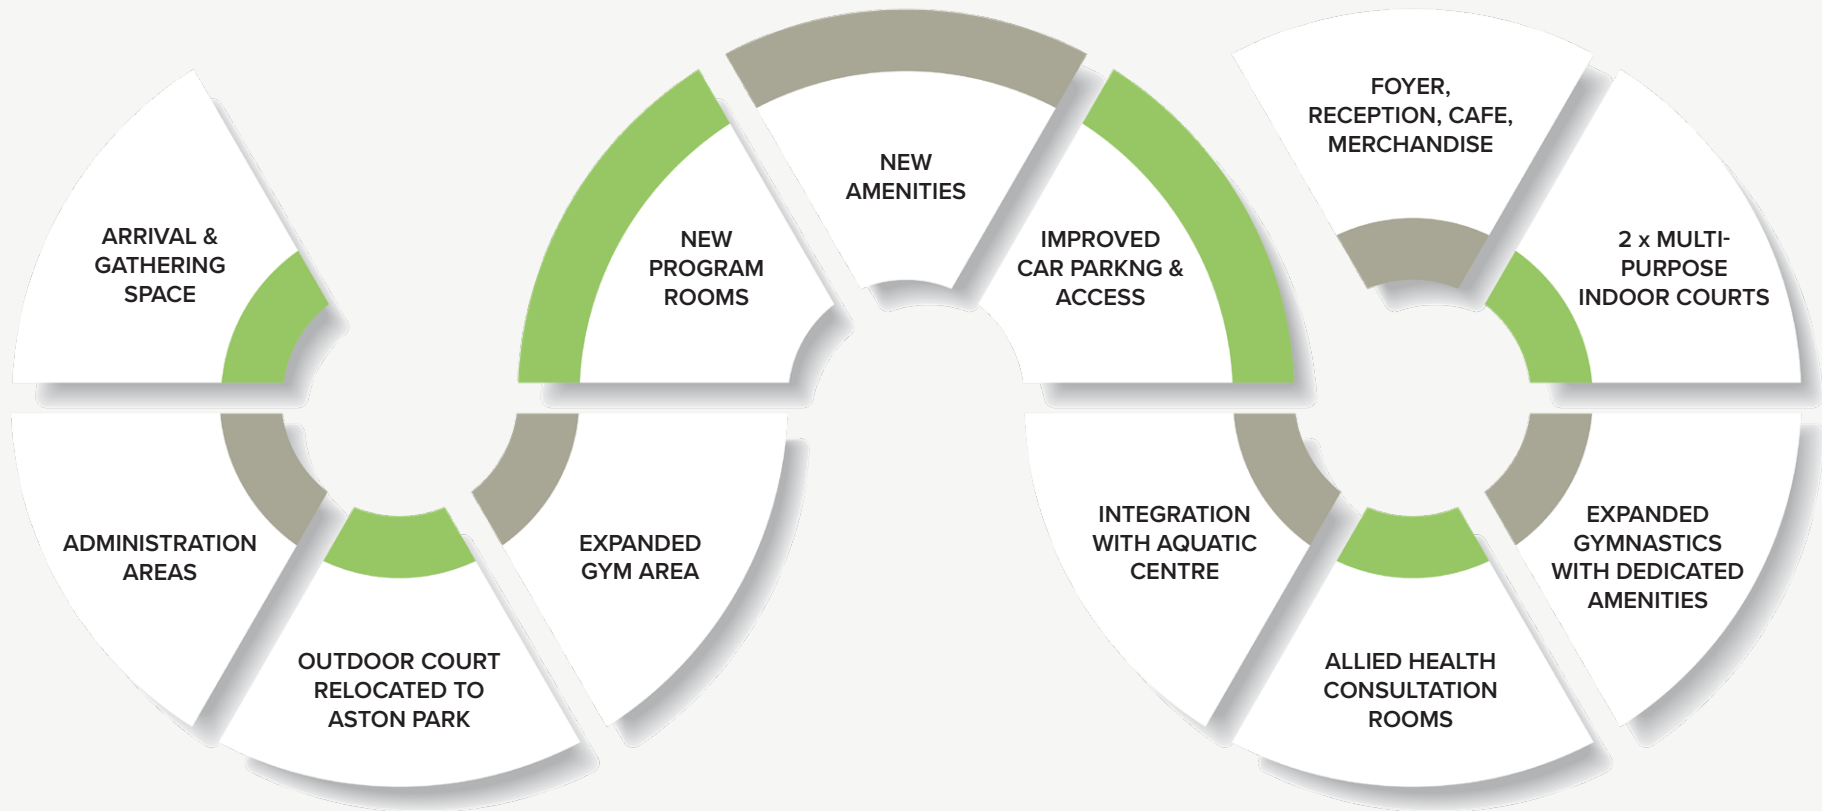 ARRIVAL &
GATHERING
SPACE
ADMINISTRATION
AREAS
OUTDOOR COURT
RELOCATED TO
ASTON PARK
EXPANDED
GYM AREA
NEW
PROGRAM
ROOMS
NEW
AMENITIES
IMPROVED
CAR PARKNG &
ACCESS
INTEGRATION
WITH AQUATIC
CENTRE
ALLIED HEALTH
CONSULTATION
ROOMS
EXPANDED
GYMNASTICS
WITH DEDICATED
AMENITIES
2 x MULTI-
PURPOSE
INDOOR COURTS
FOYER,
RECEPTION, CAFE,
MERCHANDISE